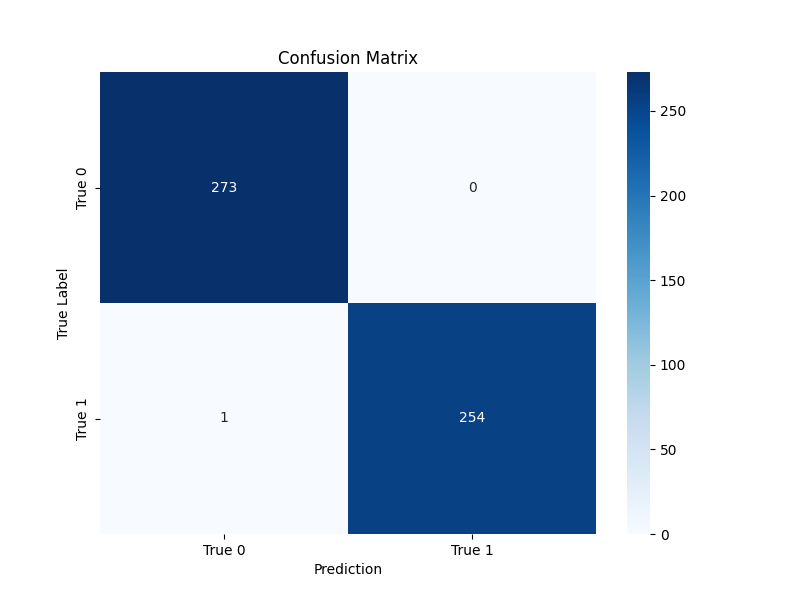 Confusion Matrix
True Label
True 0
273
0
True 1
1
254
True 0
True 1
Prediction
250
200
150
100
50
0